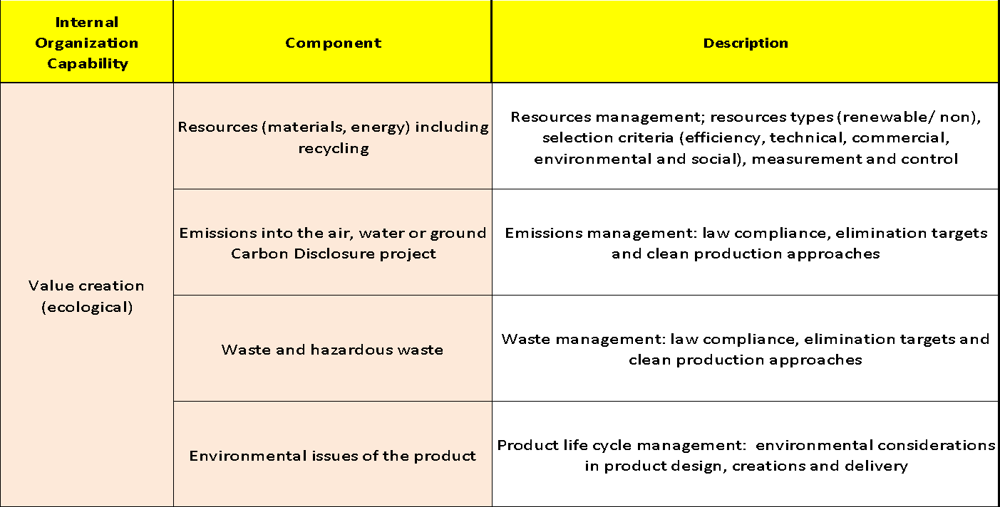 Internal
Organization
Capability
Component
Description
Value creation
(ecological)
Resources (materials, energy) including
recycling
Resources management; resources types (renewable/ non),
selection criteria (efficiency, technical, commercial,
environmental and social), measurement and control
Emissions into the air, water or ground
Carbon Disclosure project
Emissions management: law compliance, elimination targets
and clean production approaches
Waste and hazardous waste
Waste management: law compliance, elimination targets and
clean production approaches
Environmental issues of the product
Product life cycle management:  environmental considerations
in product design, creations and delivery